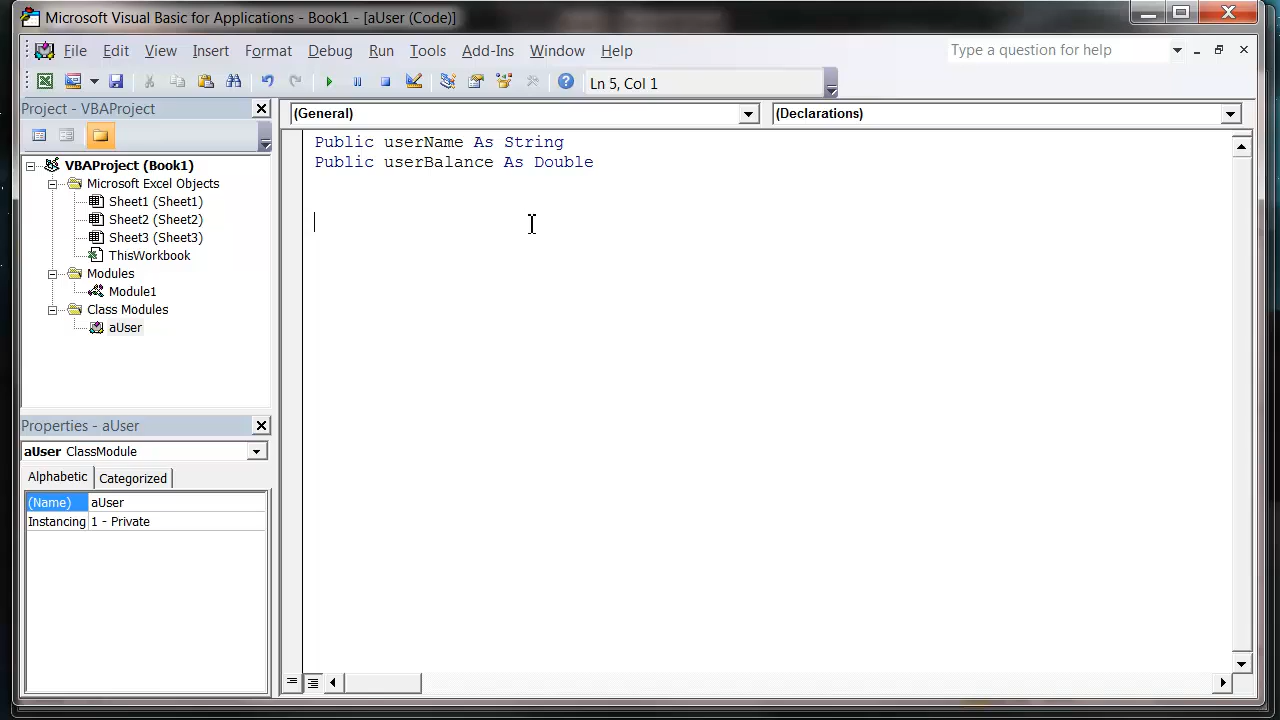 Microsoft Visual Basic for Applications - Book1 - [aUser (Code)]
File Edit View Insert Format Debug Run Tools Add-Ins Window Help
Type a question for help
Ln 5, Col 1
Project - VBAProject
(General)
(Declarations)
VBAProject (Book1)
Microsoft Excel Objects
Sheet1 (Sheet1)
Sheet2 (Sheet2)
Sheet3 (Sheet3)
ThisWorkbook
Modules
Module1
Class Modules
aUser
Public userName As String
Public userBalance As Double
Properties - aUser
aUser ClassModule
Alphabetic Categorized
(Name) aUser
Instancing 1 - Private